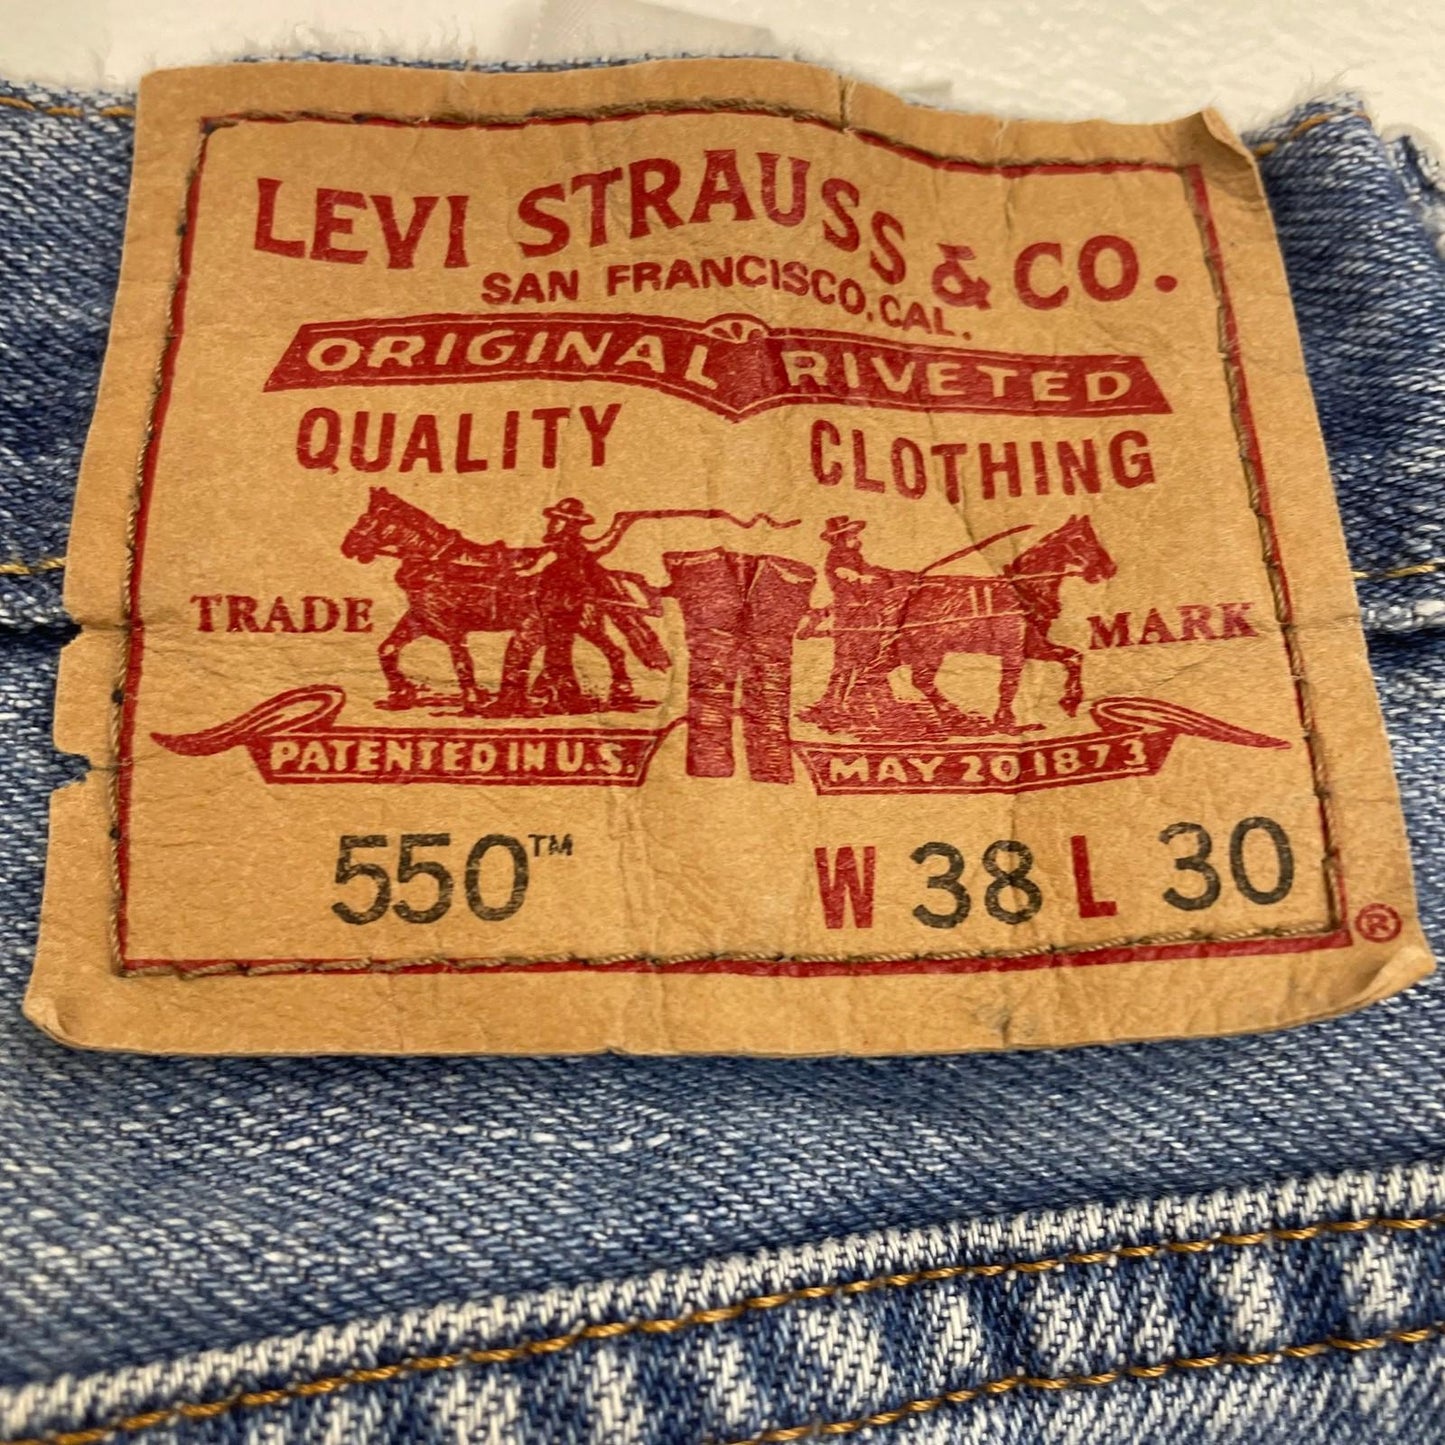 LEVI STRAUSS & CO.
SAN FRANCISCO, CAL.
ORIGINAL RIVETED
QUALITY CLOTHING
TRADE MARK
PATENTED IN U.S. MAY 20 1873
550™ W 38 L 30
®